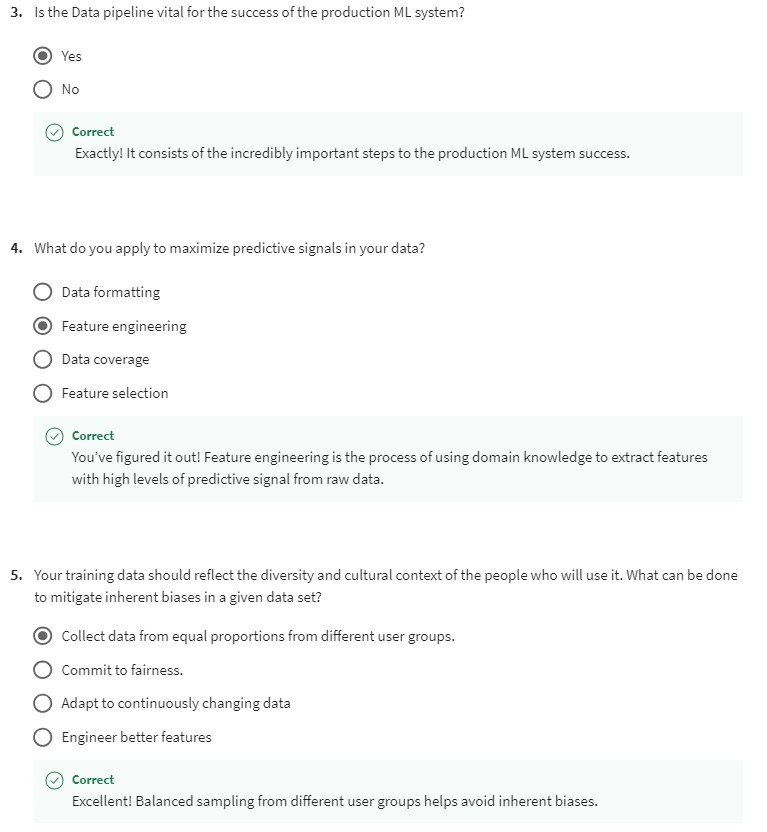 3. Is the Data pipeline vital for the success of the production ML system?
Yes
No
Correct
Exactly! It consists of the incredibly important steps to the production ML system success.
4. What do you apply to maximize predictive signals in your data?
Data formatting
Feature engineering
Data coverage
Feature selection
Correct
You've figured it out! Feature engineering is the process of using domain knowledge to extract features
with high levels of predictive signal from raw data.
5. Your training data should reflect the diversity and cultural context of the people who will use it. What can be done
to mitigate inherent biases in a given data set?
Collect data from equal proportions from different user groups.
Commit to fairness.
Adapt to continuously changing data
Engineer better features
Correct
Excellent! Balanced sampling from different user groups helps avoid inherent biases.